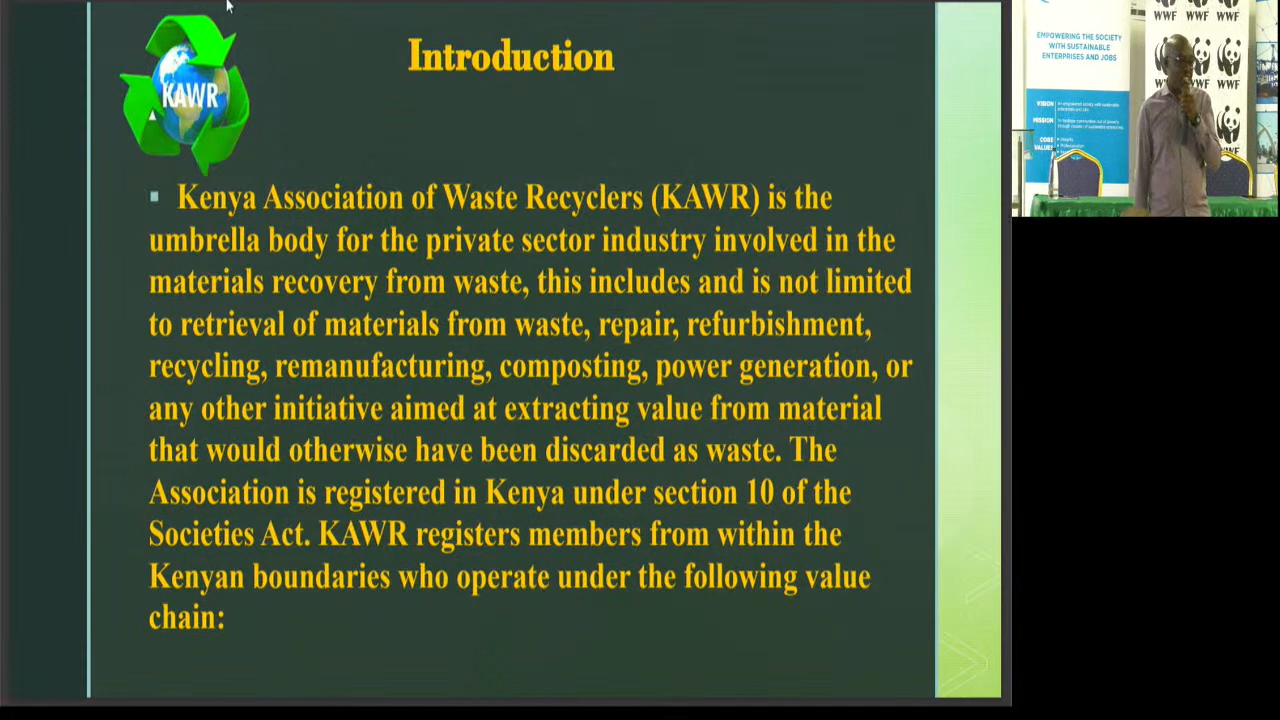 Introduction
KAWR
▪ Kenya Association of Waste Recyclers (KAWR) is the
umbrella body for the private sector industry involved in the
materials recovery from waste, this includes and is not limited
to retrieval of materials from waste, repair, refurbishment,
recycling, remanufacturing, composting, power generation, or
any other initiative aimed at extracting value from material
that would otherwise have been discarded as waste. The
Association is registered in Kenya under section 10 of the
Societies Act. KAWR registers members from within the
Kenyan boundaries who operate under the following value
chain:
EMPOWERING THE SOCIETY
WITH SUSTAINABLE
ENTERPRISES AND JOBS
VISION
MISSION
CORE
VALUES
WWF WWF WWF
WWF
WWF